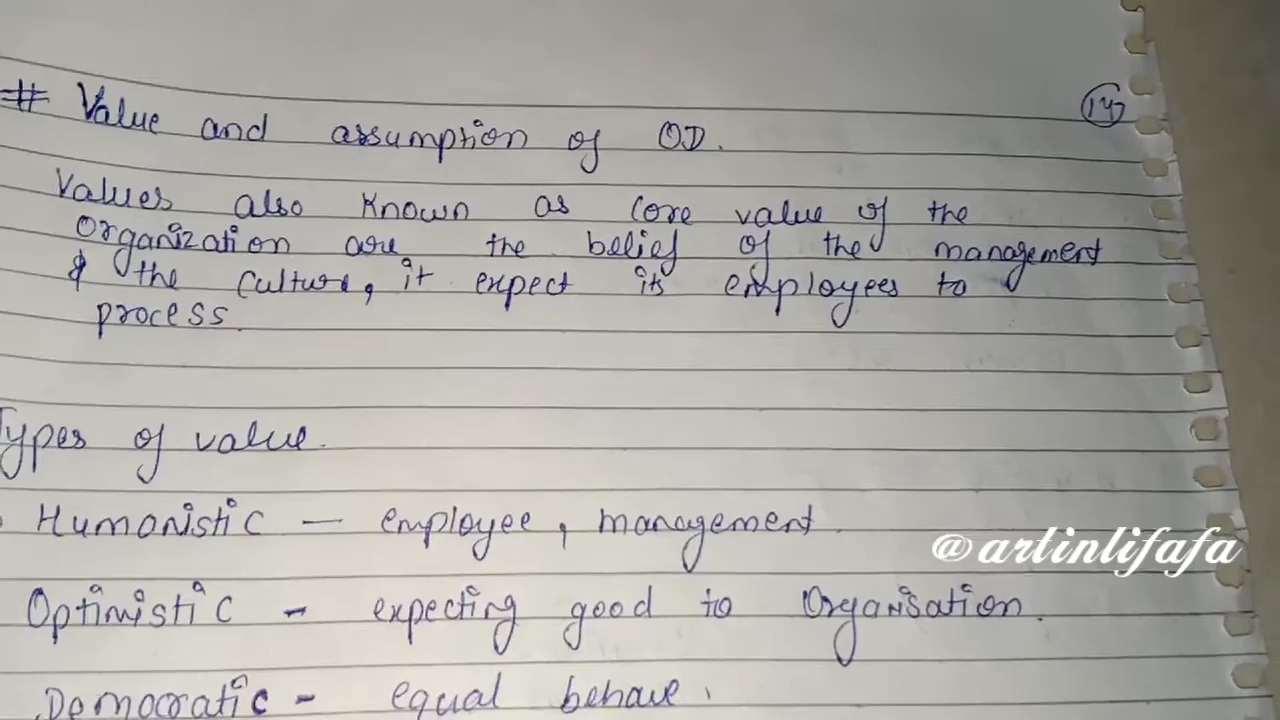 # Value and assumption of O.D.
Values also known as core value of the
Organization are the belief of the management
& the culture, it expect its employees to
process.
Types of value.
Humanistic — employee, management.
@artinlifafa
Optimistic - expecting good to Organisation.
Democratic - equal behave.